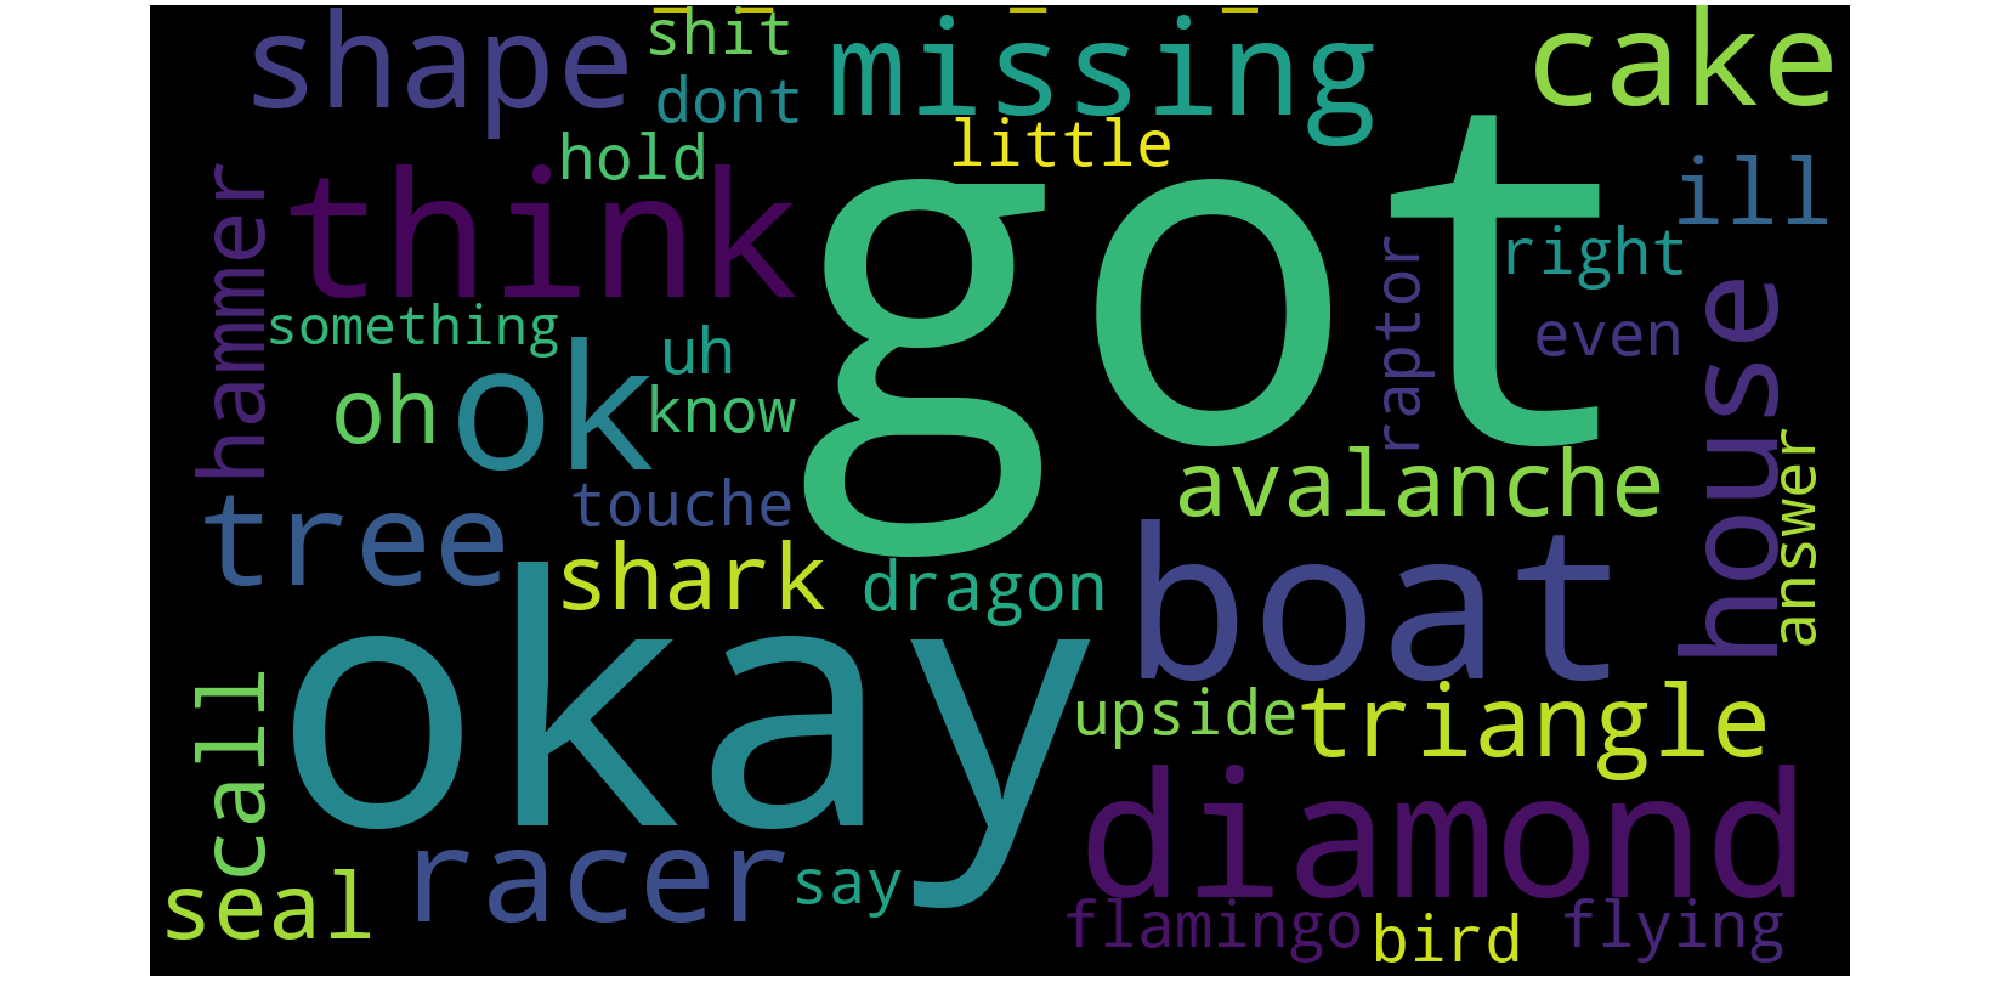 shape
shit
missing
cake
dont
little
hold
think
got
ill
hammer
right
raptor
even
something
ok
uh
house
oh
know
avalanche
answer
tree
touche
shark
dragon
boat
okay
call
upside
triangle
diamond
racer
say
seal
flamingo
bird
flying